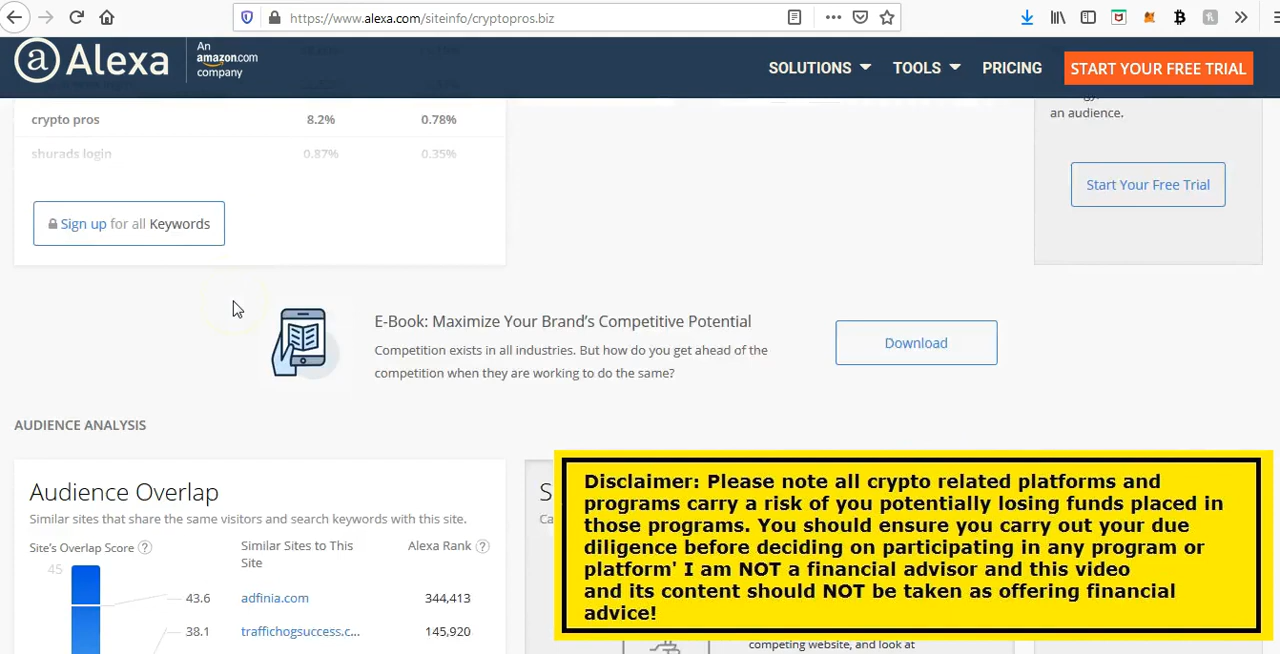 https://www.alexa.com/siteinfo/cryptopros.biz
a Alexa
An
amazon.com
company
SOLUTIONS
TOOLS
PRICING
START YOUR FREE TRIAL
crypto pros 8.2% 0.78%
shurads login 0.87% 0.35%
Sign up for all Keywords
an audience.
Start Your Free Trial
E-Book: Maximize Your Brand's Competitive Potential
Competition exists in all industries. But how do you get ahead of the
competition when they are working to do the same?
Download
AUDIENCE ANALYSIS
Audience Overlap
Similar sites that share the same visitors and search keywords with this site.
Site's Overlap Score ?
Similar Sites to This
Site
Alexa Rank ?
45
43.6 adfinia.com 344,413
38.1 traffichogsuccess.c... 145,920
Disclaimer: Please note all crypto related platforms and
programs carry a risk of you potentially losing funds placed in
those programs. You should ensure you carry out your due
diligence before deciding on participating in any program or
platform' I am NOT a financial advisor and this video
and its content should NOT be taken as offering financial
advice!
competing website, and look at